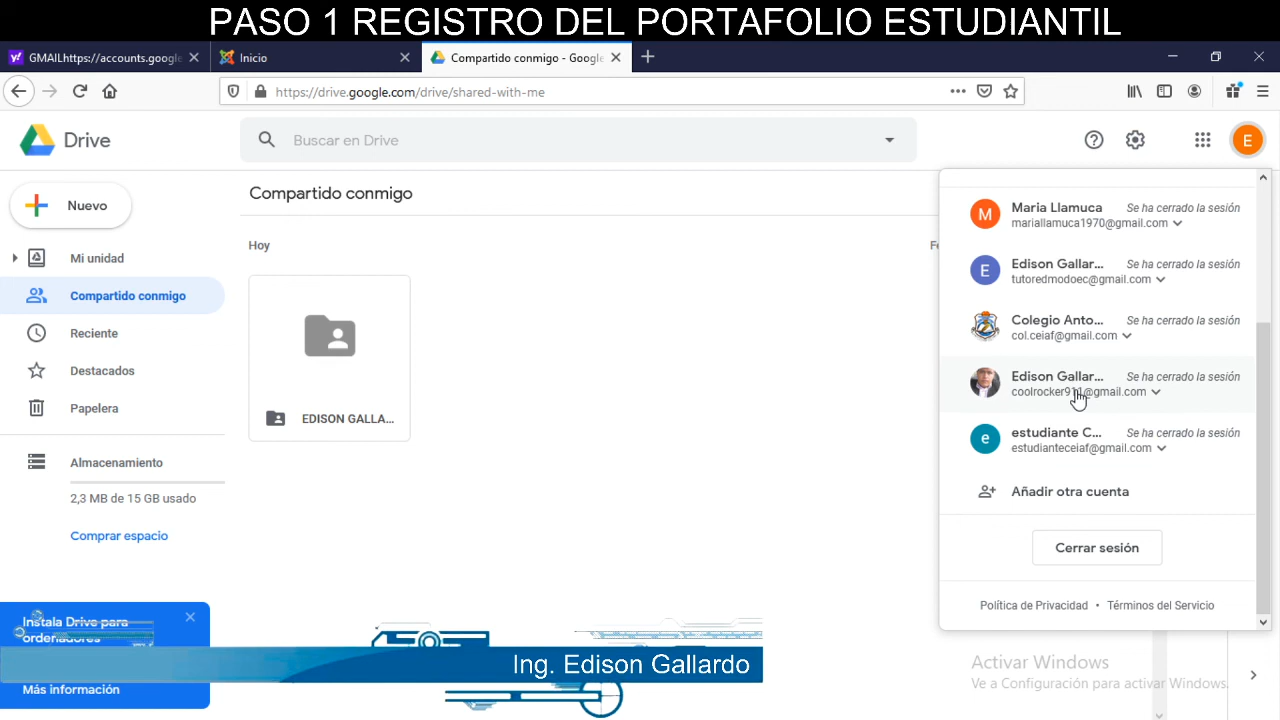 PASO 1 REGISTRO DEL PORTAFOLIO ESTUDIANTIL
GMAILhttps://accounts.google
Inicio
Compartido conmigo - Google
https://drive.google.com/drive/shared-with-me
Drive
Buscar en Drive
E
Nuevo
Mi unidad
Compartido conmigo
Reciente
Destacados
Papelera
Almacenamiento
2,3 MB de 15 GB usado
Comprar espacio
Instala Drive para
ordenadores
Más información
Compartido conmigo
Hoy
EDISON GALLA...
M
Maria Llamuca Se ha cerrado la sesión
mariallamuca1970@gmail.com
E
Edison Gallar... Se ha cerrado la sesión
tutoredmodoec@gmail.com
Colegio Anto... Se ha cerrado la sesión
col.ceiaf@gmail.com
Edison Gallar... Se ha cerrado la sesión
coolrocker911@gmail.com
e
estudiante C... Se ha cerrado la sesión
estudianteceiaf@gmail.com
Añadir otra cuenta
Cerrar sesión
Política de Privacidad • Términos del Servicio
Ing. Edison Gallardo
Activar Windows
Ve a Configuración para activar Windows.